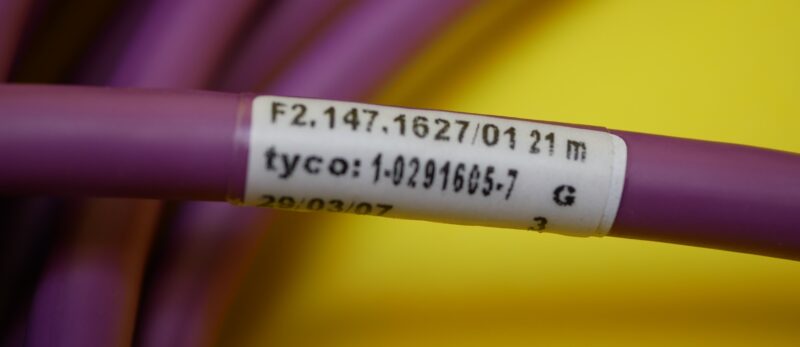 F2.147.1627/01 21 m
tyco: 1-0291605-7 G
29/03/07 3